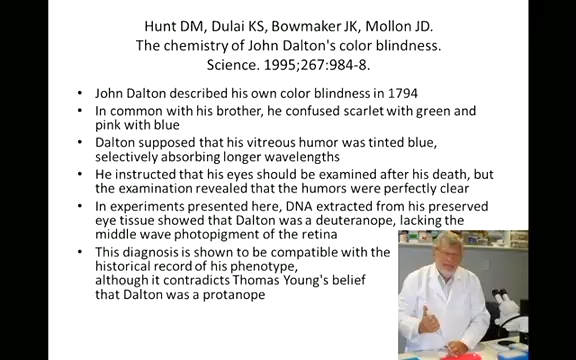 Hunt DM, Dulai KS, Bowmaker JK, Mollon JD.
The chemistry of John Dalton's color blindness.
Science. 1995;267:984-8.
• John Dalton described his own color blindness in 1794
• In common with his brother, he confused scarlet with green and
pink with blue
• Dalton supposed that his vitreous humor was tinted blue,
selectively absorbing longer wavelengths
• He instructed that his eyes should be examined after his death, but
the examination revealed that the humors were perfectly clear
• In experiments presented here, DNA extracted from his preserved
eye tissue showed that Dalton was a deuteranope, lacking the
middle wave photopigment of the retina
• This diagnosis is shown to be compatible with the
historical record of his phenotype,
although it contradicts Thomas Young's belief
that Dalton was a protanope